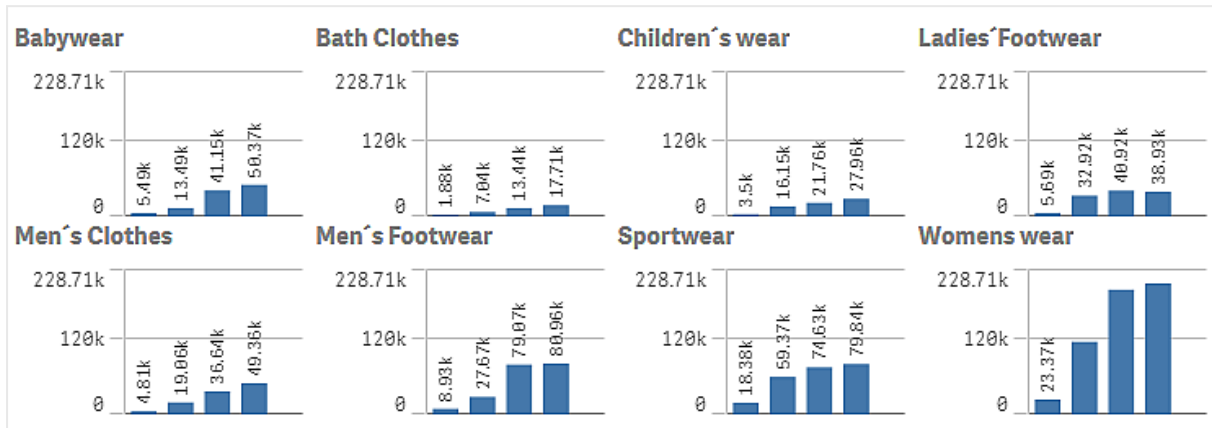 Babywear
228.71k
120k
0
5.49k
13.49k
41.15k
50.37k
Bath Clothes
228.71k
120k
0
1.88k
7.04k
13.44k
17.71k
Children´s wear
228.71k
120k
0
3.5k
16.15k
21.76k
27.96k
Ladies´Footwear
228.71k
120k
0
5.69k
32.92k
40.92k
38.93k
Men´s Clothes
228.71k
120k
0
4.81k
19.06k
36.64k
49.36k
Men´s Footwear
228.71k
120k
0
8.93k
27.67k
79.07k
80.96k
Sportwear
228.71k
120k
0
18.38k
59.37k
74.63k
79.84k
Womens wear
228.71k
120k
0
23.37k